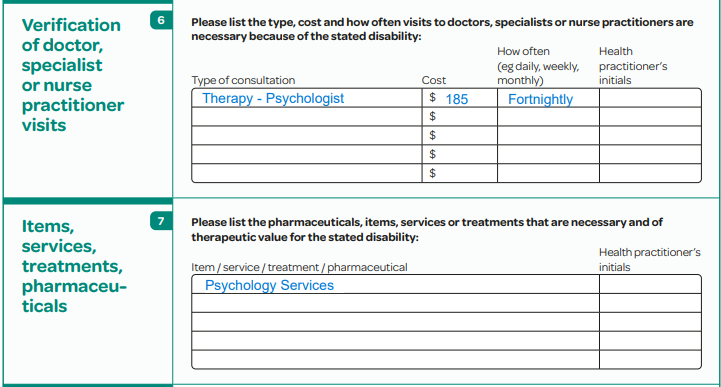 Verification
of doctor,
specialist
or nurse
practitioner
visits
6
Please list the type, cost and how often visits to doctors, specialists or nurse practitioners are
necessary because of the stated disability:
Type of consultation
Cost
How often
(eg daily, weekly,
monthly)
Health
practitioner's
initials
Therapy - Psychologist $ 185 Fortnightly
$
$
$
$
Items,
services,
treatments,
pharmaceu-
ticals
7
Please list the pharmaceuticals, items, services or treatments that are necessary and of
therapeutic value for the stated disability:
Item / service / treatment / pharmaceutical
Health practitioner's
initials
Psychology Services